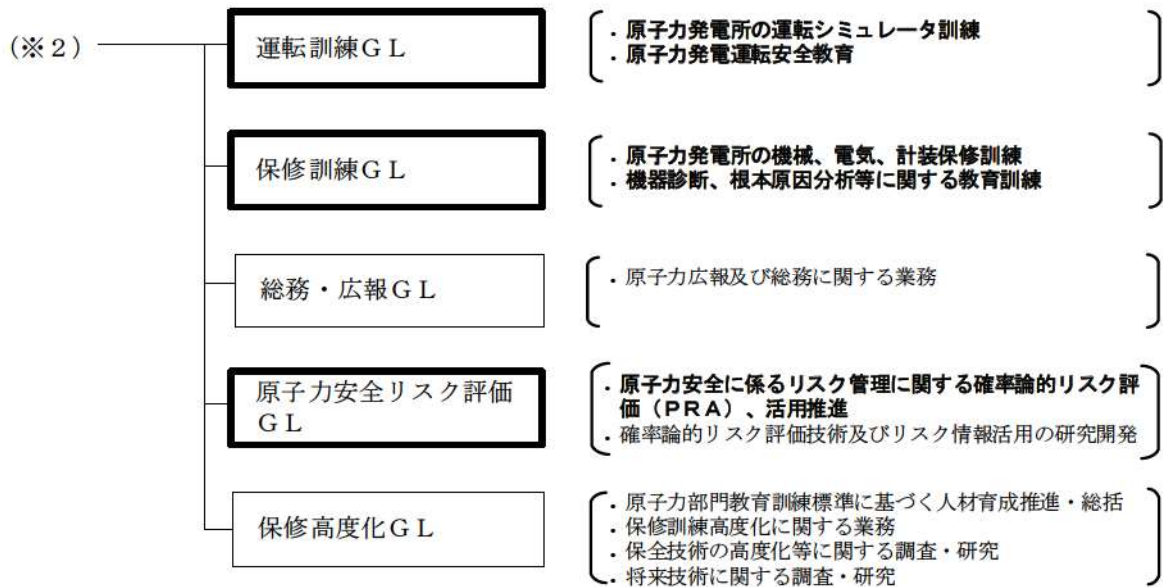 (※2)
運転訓練GL
. 原子力発電所の運転シミュレータ訓練
. 原子力発電運転安全教育
保修訓練GL
. 原子力発電所の機械、電気、計装保修訓練
. 機器診断、根本原因分析等に関する教育訓練
総務・広報GL
. 原子力広報及び総務に関する業務
原子力安全リスク評価
GL
. 原子力安全に係るリスク管理に関する確率論的リスク評
価(PRA)、活用推進
. 確率論的リスク評価技術及びリスク情報活用の研究開発
保修高度化GL
. 原子力部門教育訓練標準に基づく人材育成推進・総括
. 保修訓練高度化に関する業務
. 保全技術の高度化等に関する調査・研究
. 将来技術に関する調査・研究